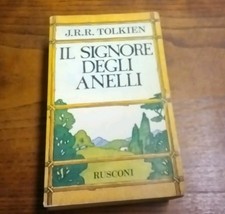 J.R.R. TOLKIEN
IL SIGNORE
DEGLI
ANELLI
RUSCONI